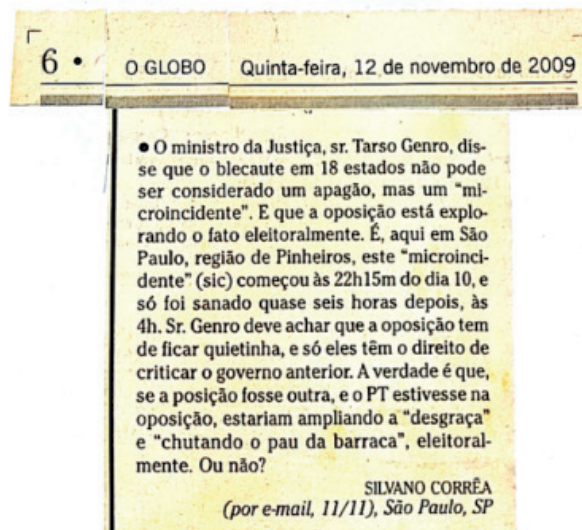 6 • O GLOBO Quinta-feira, 12 de novembro de 2009
• O ministro da Justiça, sr. Tarso Genro, dis-
se que o blecaute em 18 estados não pode
ser considerado um apagão, mas um “mi-
croincidente”. E que a oposição está explo-
rando o fato eleitoralmente. É, aqui em São
Paulo, região de Pinheiros, este “microinci-
dente” (sic) começou às 22h15m do dia 10, e
só foi sanado quase seis horas depois, às
4h. Sr. Genro deve achar que a oposição tem
de ficar quietinha, e só eles têm o direito de
criticar o governo anterior. A verdade é que,
se a posição fosse outra, e o PT estivesse na
oposição, estariam ampliando a “desgraça”
e “chutando o pau da barraca”, eleitoral-
mente. Ou não?
SILVANO CORRÊA
(por e-mail, 11/11), São Paulo, SP